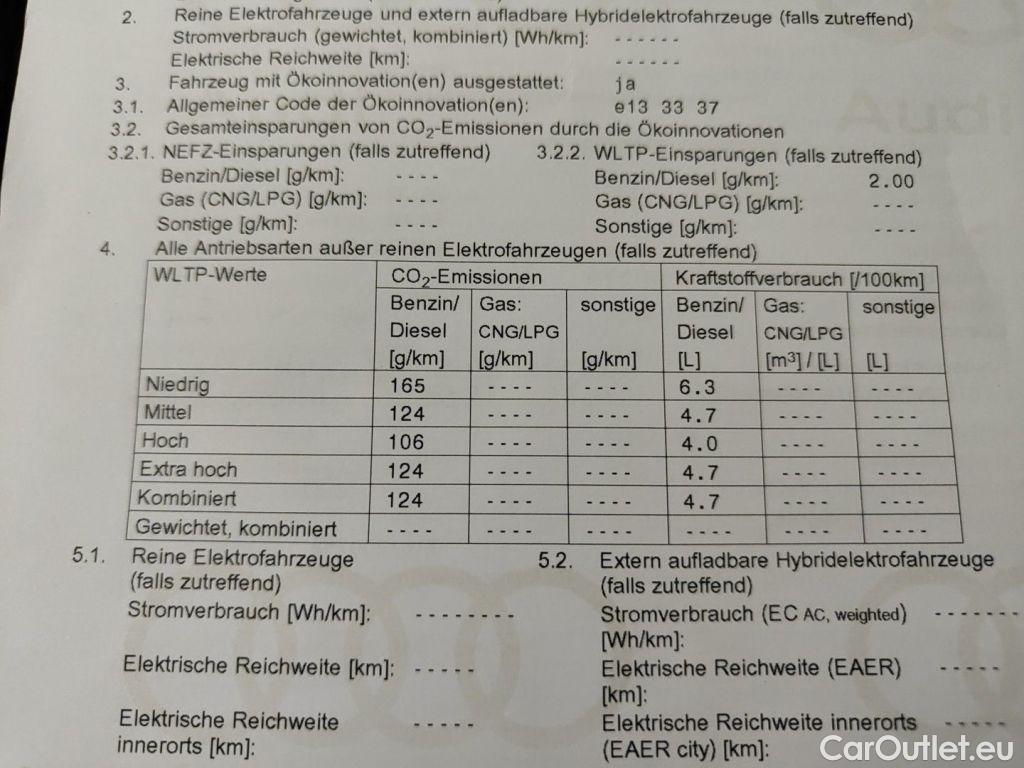 2. Reine Elektrofahrzeuge und extern aufladbare Hybridelektrofahrzeuge (falls zutreffend)
Stromverbrauch (gewichtet, kombiniert) [Wh/km]: - - - - - -
Elektrische Reichweite [km]: - - - - - -
3. Fahrzeug mit Ökoinnovation(en) ausgestattet: ja
3.1. Allgemeiner Code der Ökoinnovation(en): e13 33 37
3.2. Gesamteinsparungen von CO2-Emissionen durch die Ökoinnovationen
3.2.1. NEFZ-Einsparungen (falls zutreffend) 3.2.2. WLTP-Einsparungen (falls zutreffend)
Benzin/Diesel [g/km]: - - - - Benzin/Diesel [g/km]: 2.00
Gas (CNG/LPG) [g/km]: - - - - Gas (CNG/LPG) [g/km]: - - - -
Sonstige [g/km]: - - - - Sonstige [g/km]: - - - -
4. Alle Antriebsarten außer reinen Elektrofahrzeugen (falls zutreffend)
WLTP-Werte CO2-Emissionen Kraftstoffverbrauch [/100km]
Benzin/ Gas: sonstige Benzin/ Gas: sonstige
Diesel CNG/LPG Diesel CNG/LPG
[g/km] [g/km] [g/km] [L] [m³] / [L] [L]
Niedrig 165 - - - - - - - - 6.3 - - - - - - - -
Mittel 124 - - - - - - - - 4.7 - - - - - - - -
Hoch 106 - - - - - - - - 4.0 - - - - - - - -
Extra hoch 124 - - - - - - - - 4.7 - - - - - - - -
Kombiniert 124 - - - - - - - - 4.7 - - - - - - - -
Gewichtet, kombiniert - - - - - - - - - - - - - - - - - - - - - - - -
5.1. Reine Elektrofahrzeuge 5.2. Extern aufladbare Hybridelektrofahrzeuge
(falls zutreffend) (falls zutreffend)
Stromverbrauch [Wh/km]: - - - - - - - - Stromverbrauch (EC AC, weighted) - - - - - - -
[Wh/km]:
Elektrische Reichweite [km]: - - - - - Elektrische Reichweite (EAER) - - - - -
[km]:
Elektrische Reichweite - - - - - Elektrische Reichweite innerorts - - - - -
innerorts [km]: (EAER city) [km]:
CarOutlet.eu